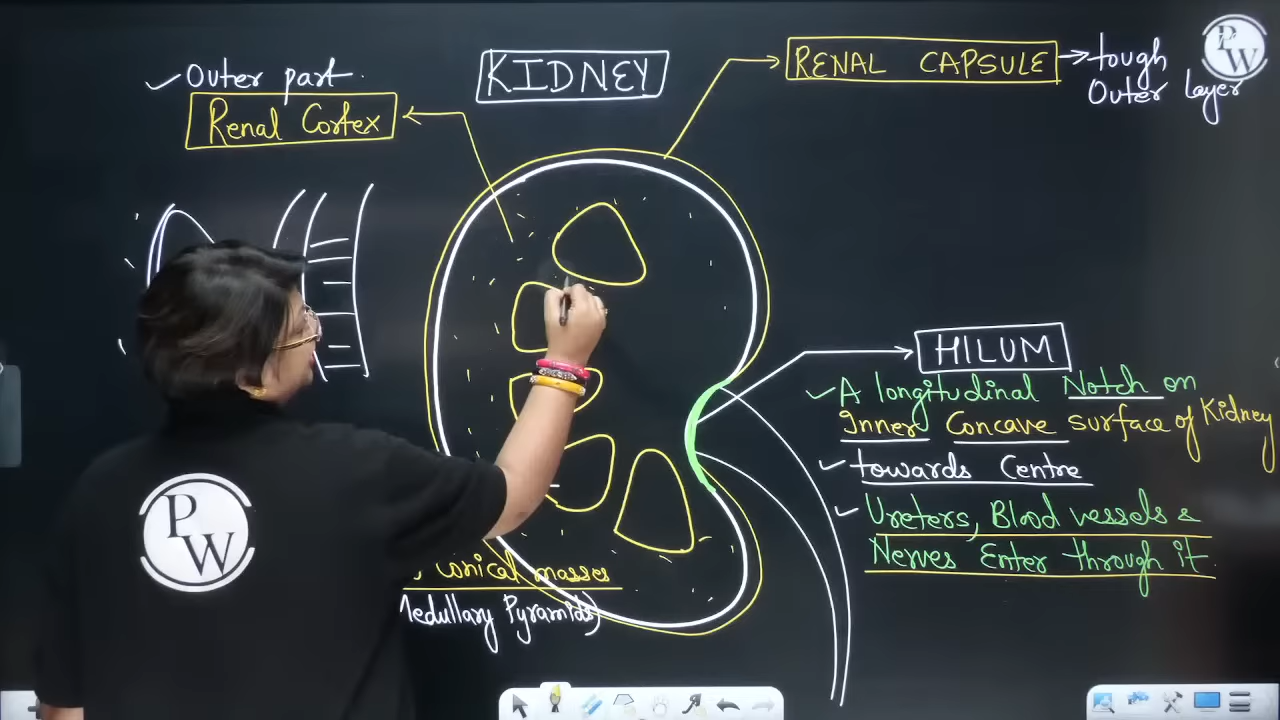 Outer part
Renal Cortex
KIDNEY
RENAL CAPSULE
tough
Outer layer
PW
HILUM
A longitudinal Notch on
Inner Concave surface of Kidney
towards Centre
Ureters, Blood vessels &
Nerves Enter through it
PW
conical masses
Medullary Pyramids)